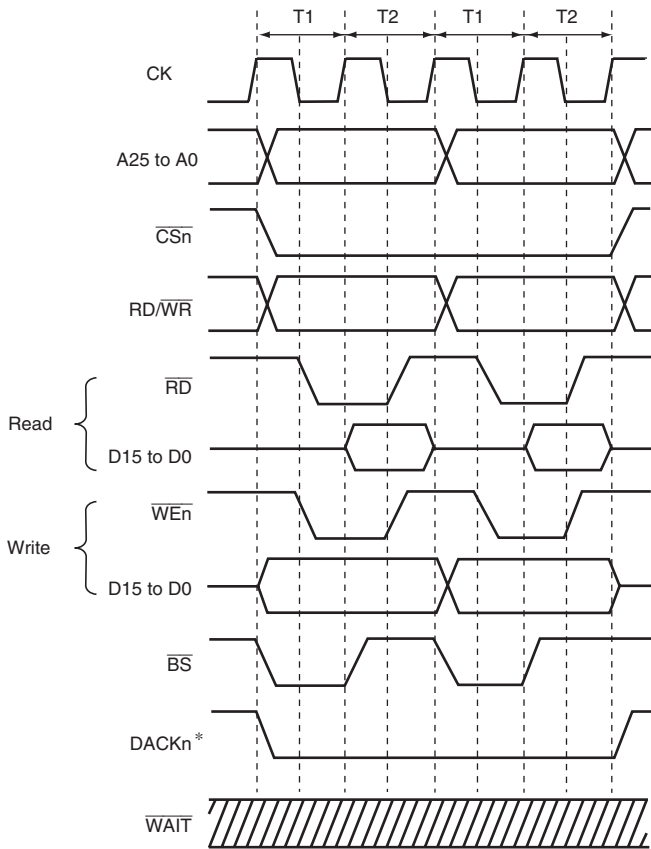 T1 T2 T1 T2
CK
A25 to A0
CSn
RD/WR
RD
Read
D15 to D0
WEn
Write
D15 to D0
BS
DACKn*
WAIT